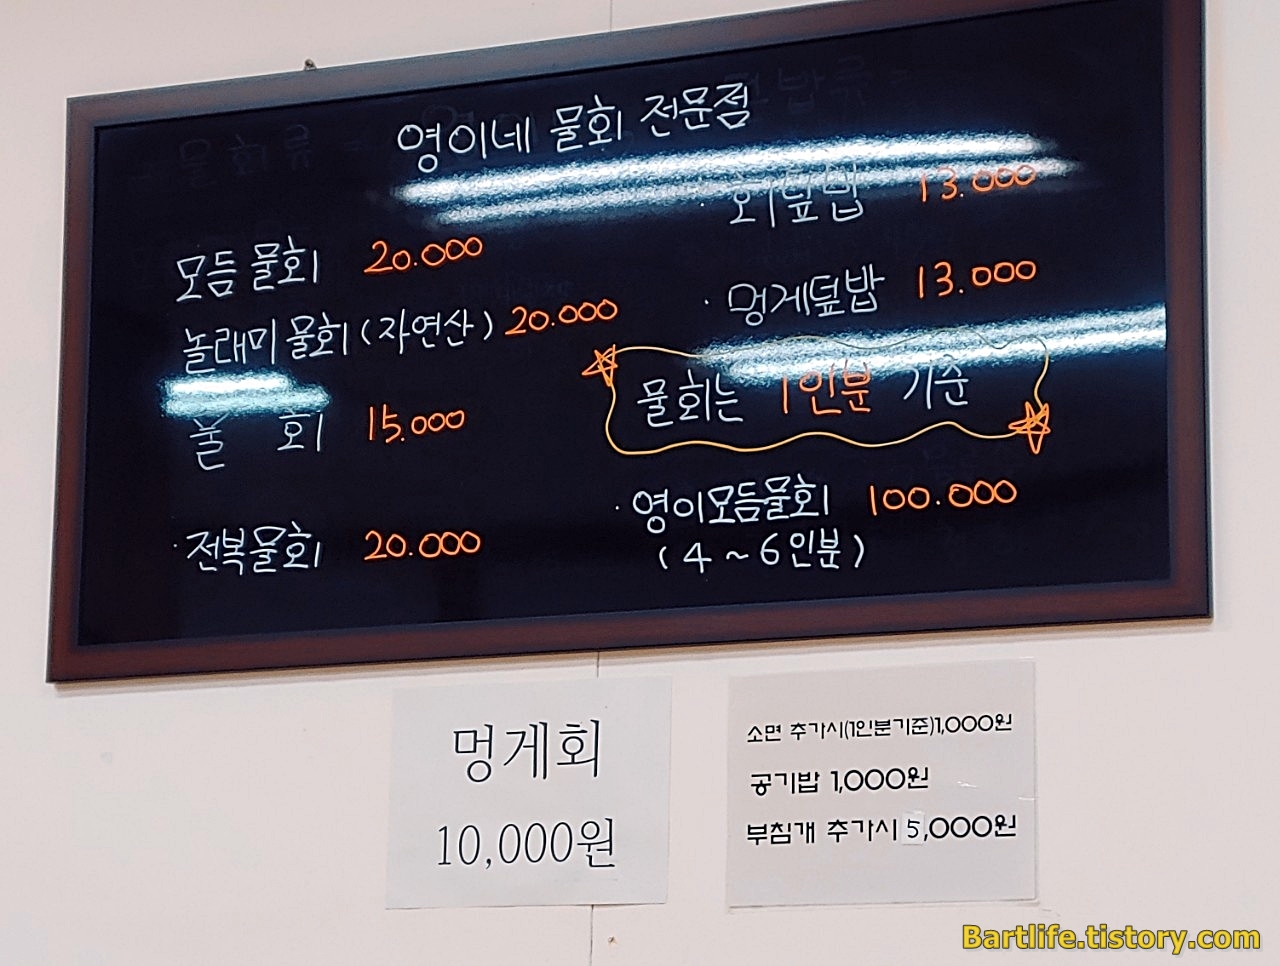 영이네 물회 전문점
모듬물회 20.000
놀래미물회(자연산) 20.000
물 회 15.000
· 전복물회 20.000
· 회덮밥 13.000
· 멍게덮밥 13.000
물회는 1인분 기준
· 영이모듬물회 100.000
(4~6인분)
멍게회
10,000원
소면 추가시(1인분기준)1,000원
공기밥 1,000원
부침개 추가시 5,000원
Bartlife.tistory.com